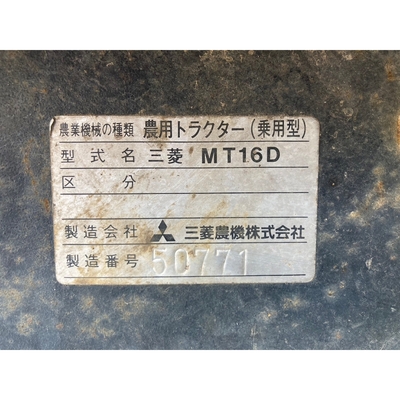 農業機械の種類 農用トラクター(乗用型)
型式名 三菱 MT16D
区分
製造会社 三菱農機株式会社
製造番号 50771